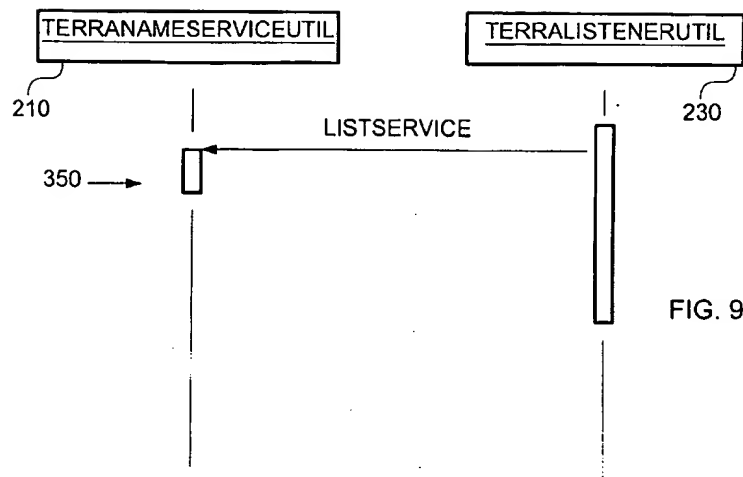 TERRANAMESERVICEUTIL
TERRALISTENERUTIL
210
230
LISTSERVICE
350
FIG. 9